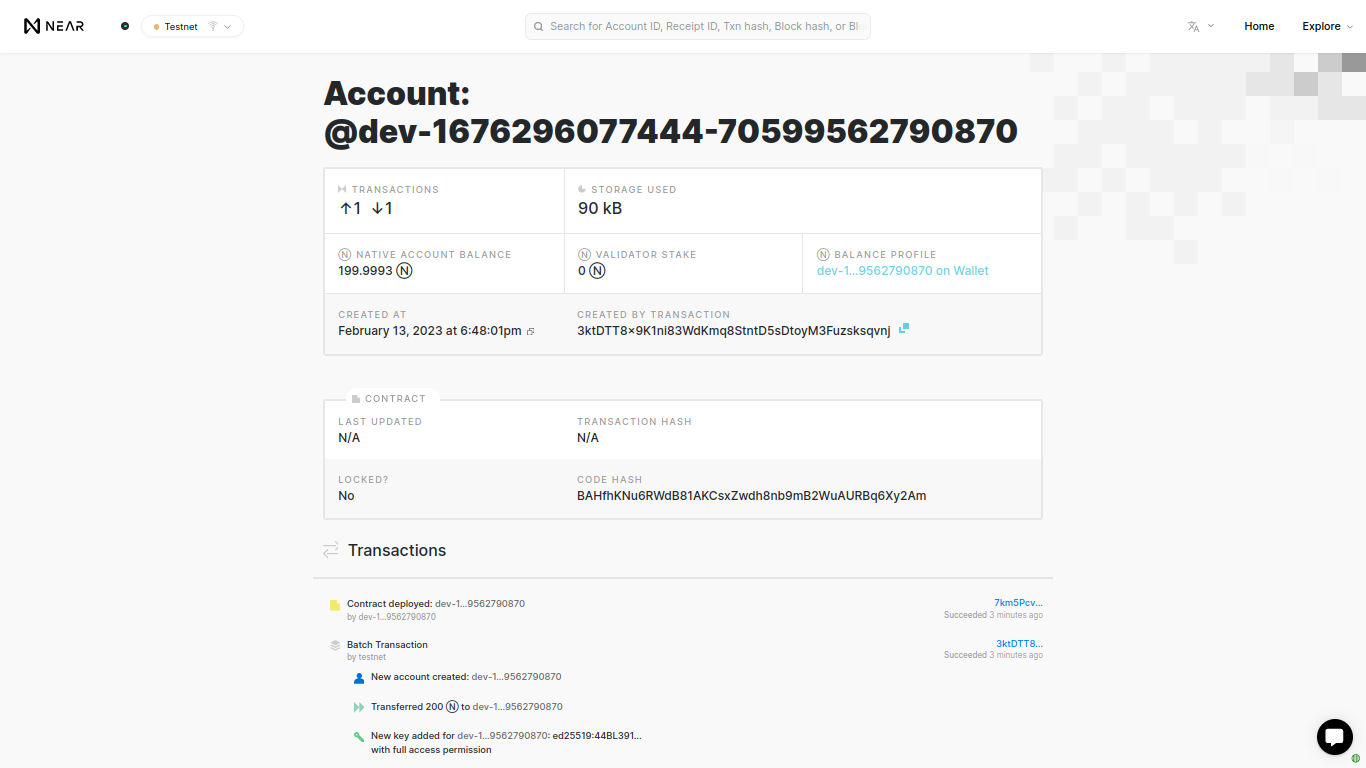 NEAR
Testnet
Search for Account ID, Receipt ID, Txn hash, Block hash, or Blo
Home
Explore
Account:
@dev-1676296077444-70599562790870
TRANSACTIONS
↑1 ↓1
STORAGE USED
90 kB
NATIVE ACCOUNT BALANCE
199.9993 Ⓝ
VALIDATOR STAKE
0 Ⓝ
BALANCE PROFILE
dev-1...9562790870 on Wallet
CREATED AT
February 13, 2023 at 6:48:01pm
CREATED BY TRANSACTION
3ktDTT8×9K1ni83WdKmq8StntD5sDtoyM3Fuzsksqvnj
CONTRACT
LAST UPDATED
N/A
TRANSACTION HASH
N/A
LOCKED?
No
CODE HASH
BAHfhKNu6RWdB81AKCsxZwdh8nb9mB2WuAURBq6Xy2Am
Transactions
Contract deployed: dev-1...9562790870
by dev-1...9562790870
7km5Pcv...
Succeeded 3 minutes ago
Batch Transaction
by testnet
3ktDTT8...
Succeeded 3 minutes ago
New account created: dev-1...9562790870
Transferred 200 Ⓝ to dev-1...9562790870
New key added for dev-1...9562790870: ed25519:44BL391...
with full access permission